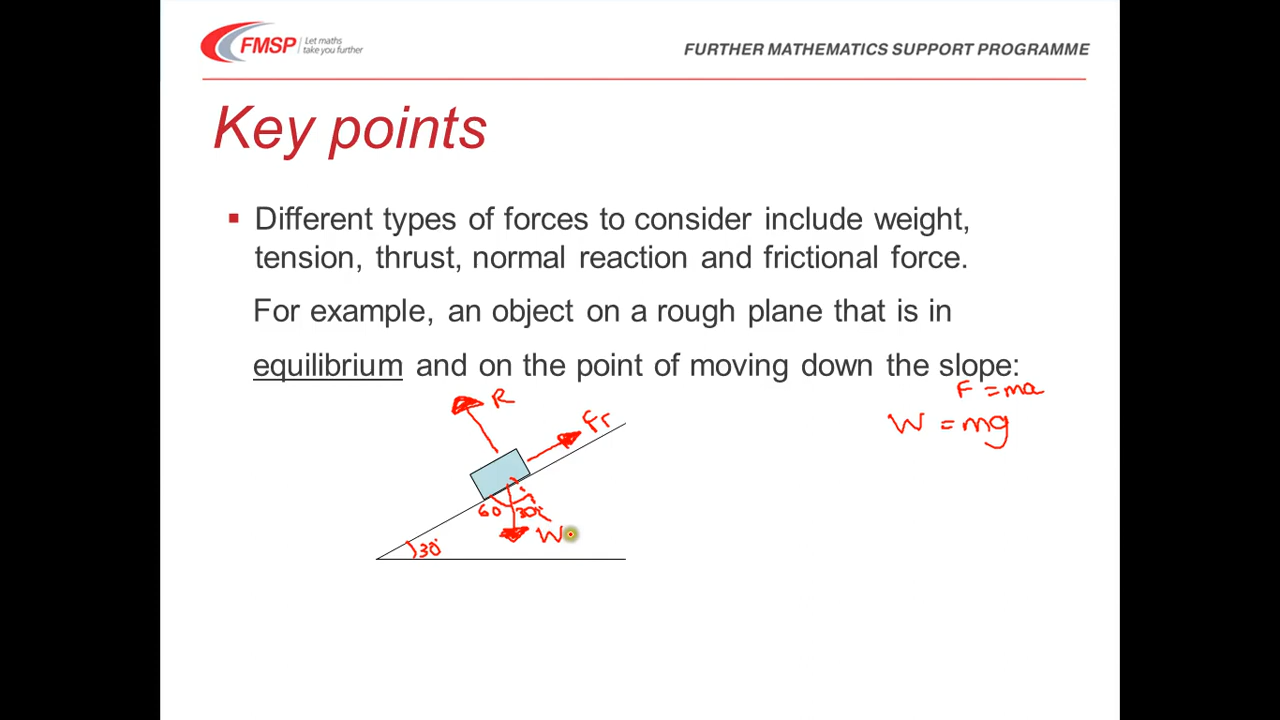 FMSP
Let maths
take you further
FURTHER MATHEMATICS SUPPORT PROGRAMME
Key points
▪ Different types of forces to consider include weight,
tension, thrust, normal reaction and frictional force.
For example, an object on a rough plane that is in
equilibrium and on the point of moving down the slope:
F = ma
W = mg
R
Fr
60
30°
W
30°